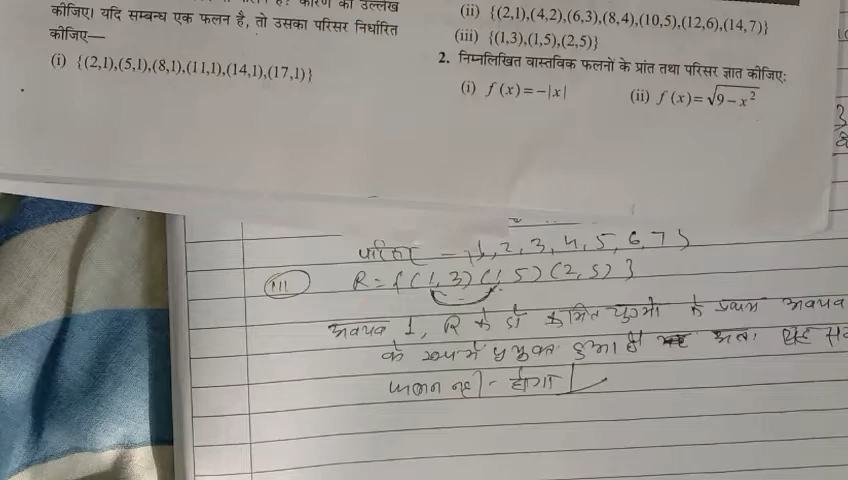 कारण का उल्लेख
कीजिए। यदि सम्बन्ध एक फलन है, तो उसका परिसर निर्धारित
कीजिए—
(i) {(2,1),(5,1),(8,1),(11,1),(14,1),(17,1)}
(ii) {(2,1),(4,2),(6,3),(8,4),(10,5),(12,6),(14,7)}
(iii) {(1,3),(1,5),(2,5)}
2. निम्नलिखित वास्तविक फलनों के प्रांत तथा परिसर ज्ञात कीजिए:
(i) f(x)=-|x|
(ii) f(x)=√9-x²
परिसर - {1, 2, 3, 4, 5, 6, 7}
(III) R = {(1, 3) (1, 5) (2, 5)}
अवयव 1, R के दो क्रमित युग्मो के प्रथम अवयव
के रूप में प्रयुक्त हुआ है अतः यह
फलन नही होगा